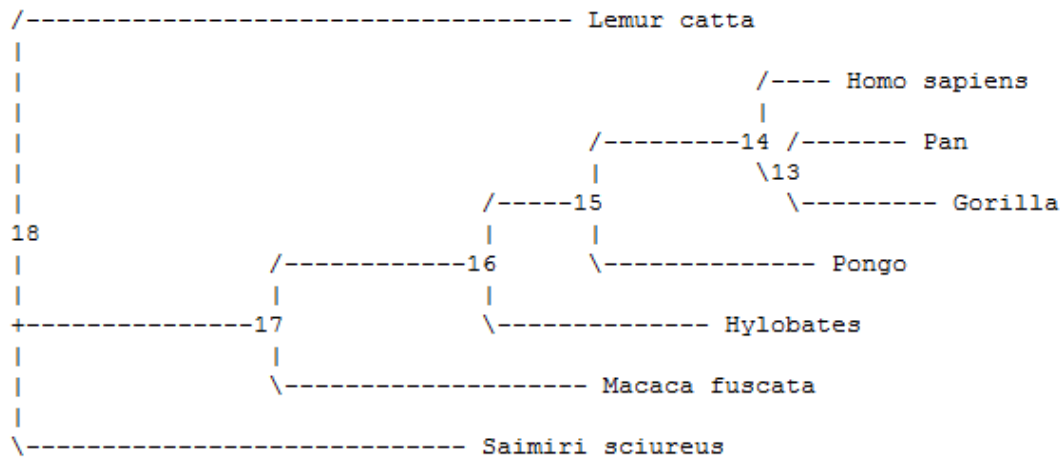 Lemur catta
Homo sapiens
14
Pan
13
15
Gorilla
18
16
Pongo
17
Hylobates
Macaca fuscata
Saimiri sciureus